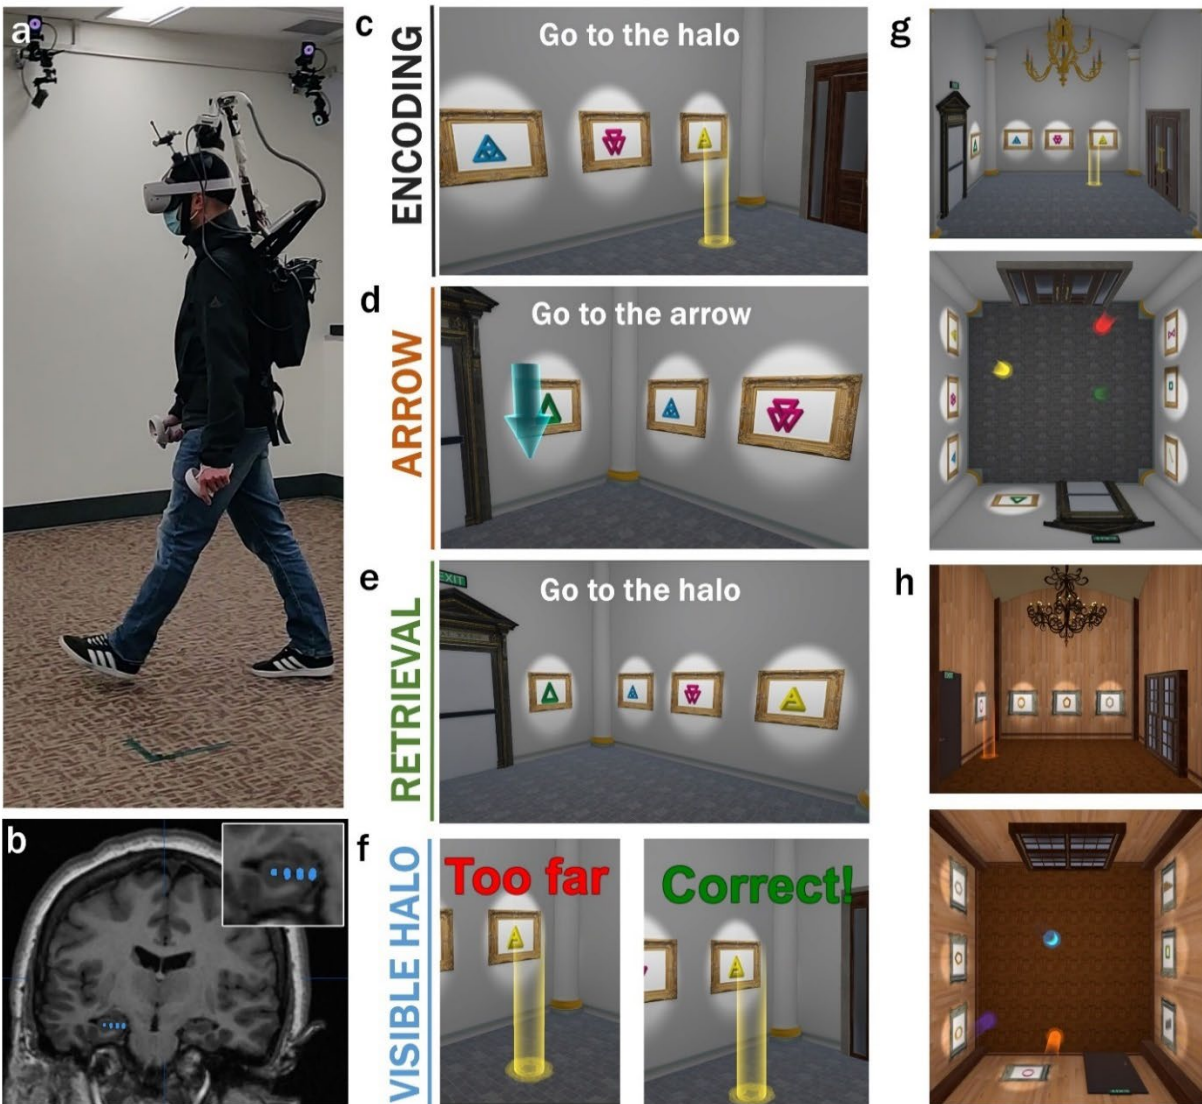 a
c
ENCODING
Go to the halo
g
d
ARROW
Go to the arrow
e
RETRIEVAL
EXIT
Go to the halo
h
b
f
VISIBLE HALO
Too far
Correct!